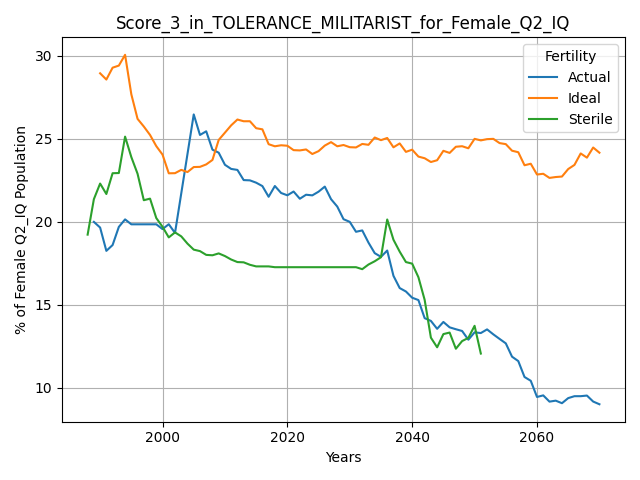 Score_3_in_TOLERANCE_MILITARIST_for_Female_Q2_IQ
Fertility
Actual
Ideal
Sterile
% of Female Q2_IQ Population
30
25
20
15
10
2000
2020
2040
2060
Years